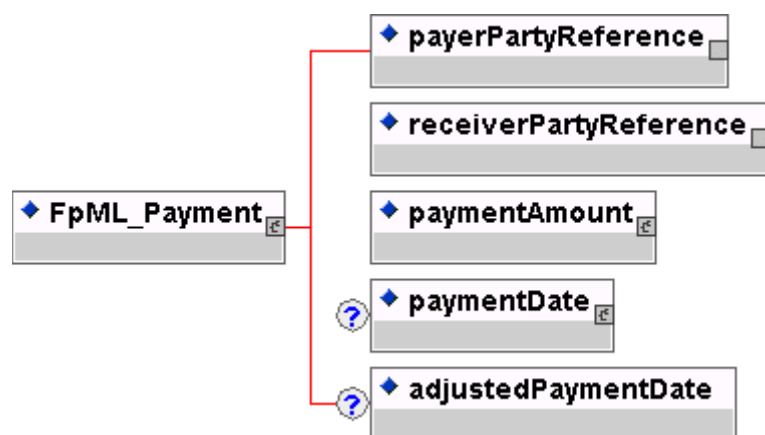 payerPartyReference
receiverPartyReference
FpML_Payment
paymentAmount
? paymentDate
? adjustedPaymentDate